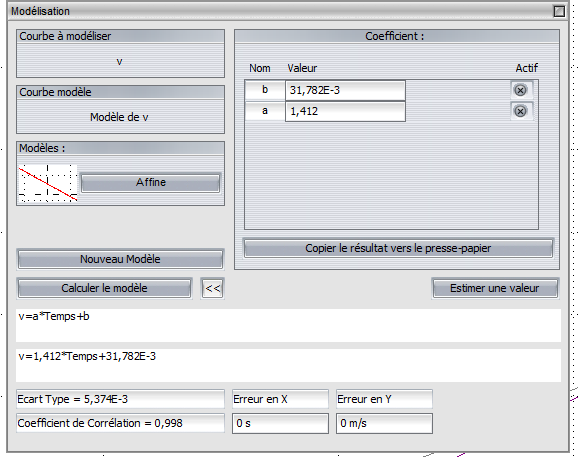 Modélisation
Courbe à modéliser
v
Courbe modèle
Modèle de v
Modèles :
Affine
Nouveau Modèle
Calculer le modèle
<<
Coefficient :
Nom Valeur Actif
b 31,782E-3
a 1,412
Copier le résultat vers le presse-papier
Estimer une valeur
v=a*Temps+b
v=1,412*Temps+31,782E-3
Ecart Type = 5,374E-3 Erreur en X Erreur en Y
Coefficient de Corrélation = 0,998 0 s 0 m/s